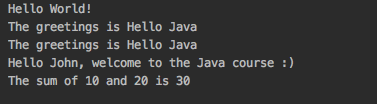 Hello World!
The greetings is Hello Java
The greetings is Hello Java
Hello John, welcome to the Java course :)
The sum of 10 and 20 is 30